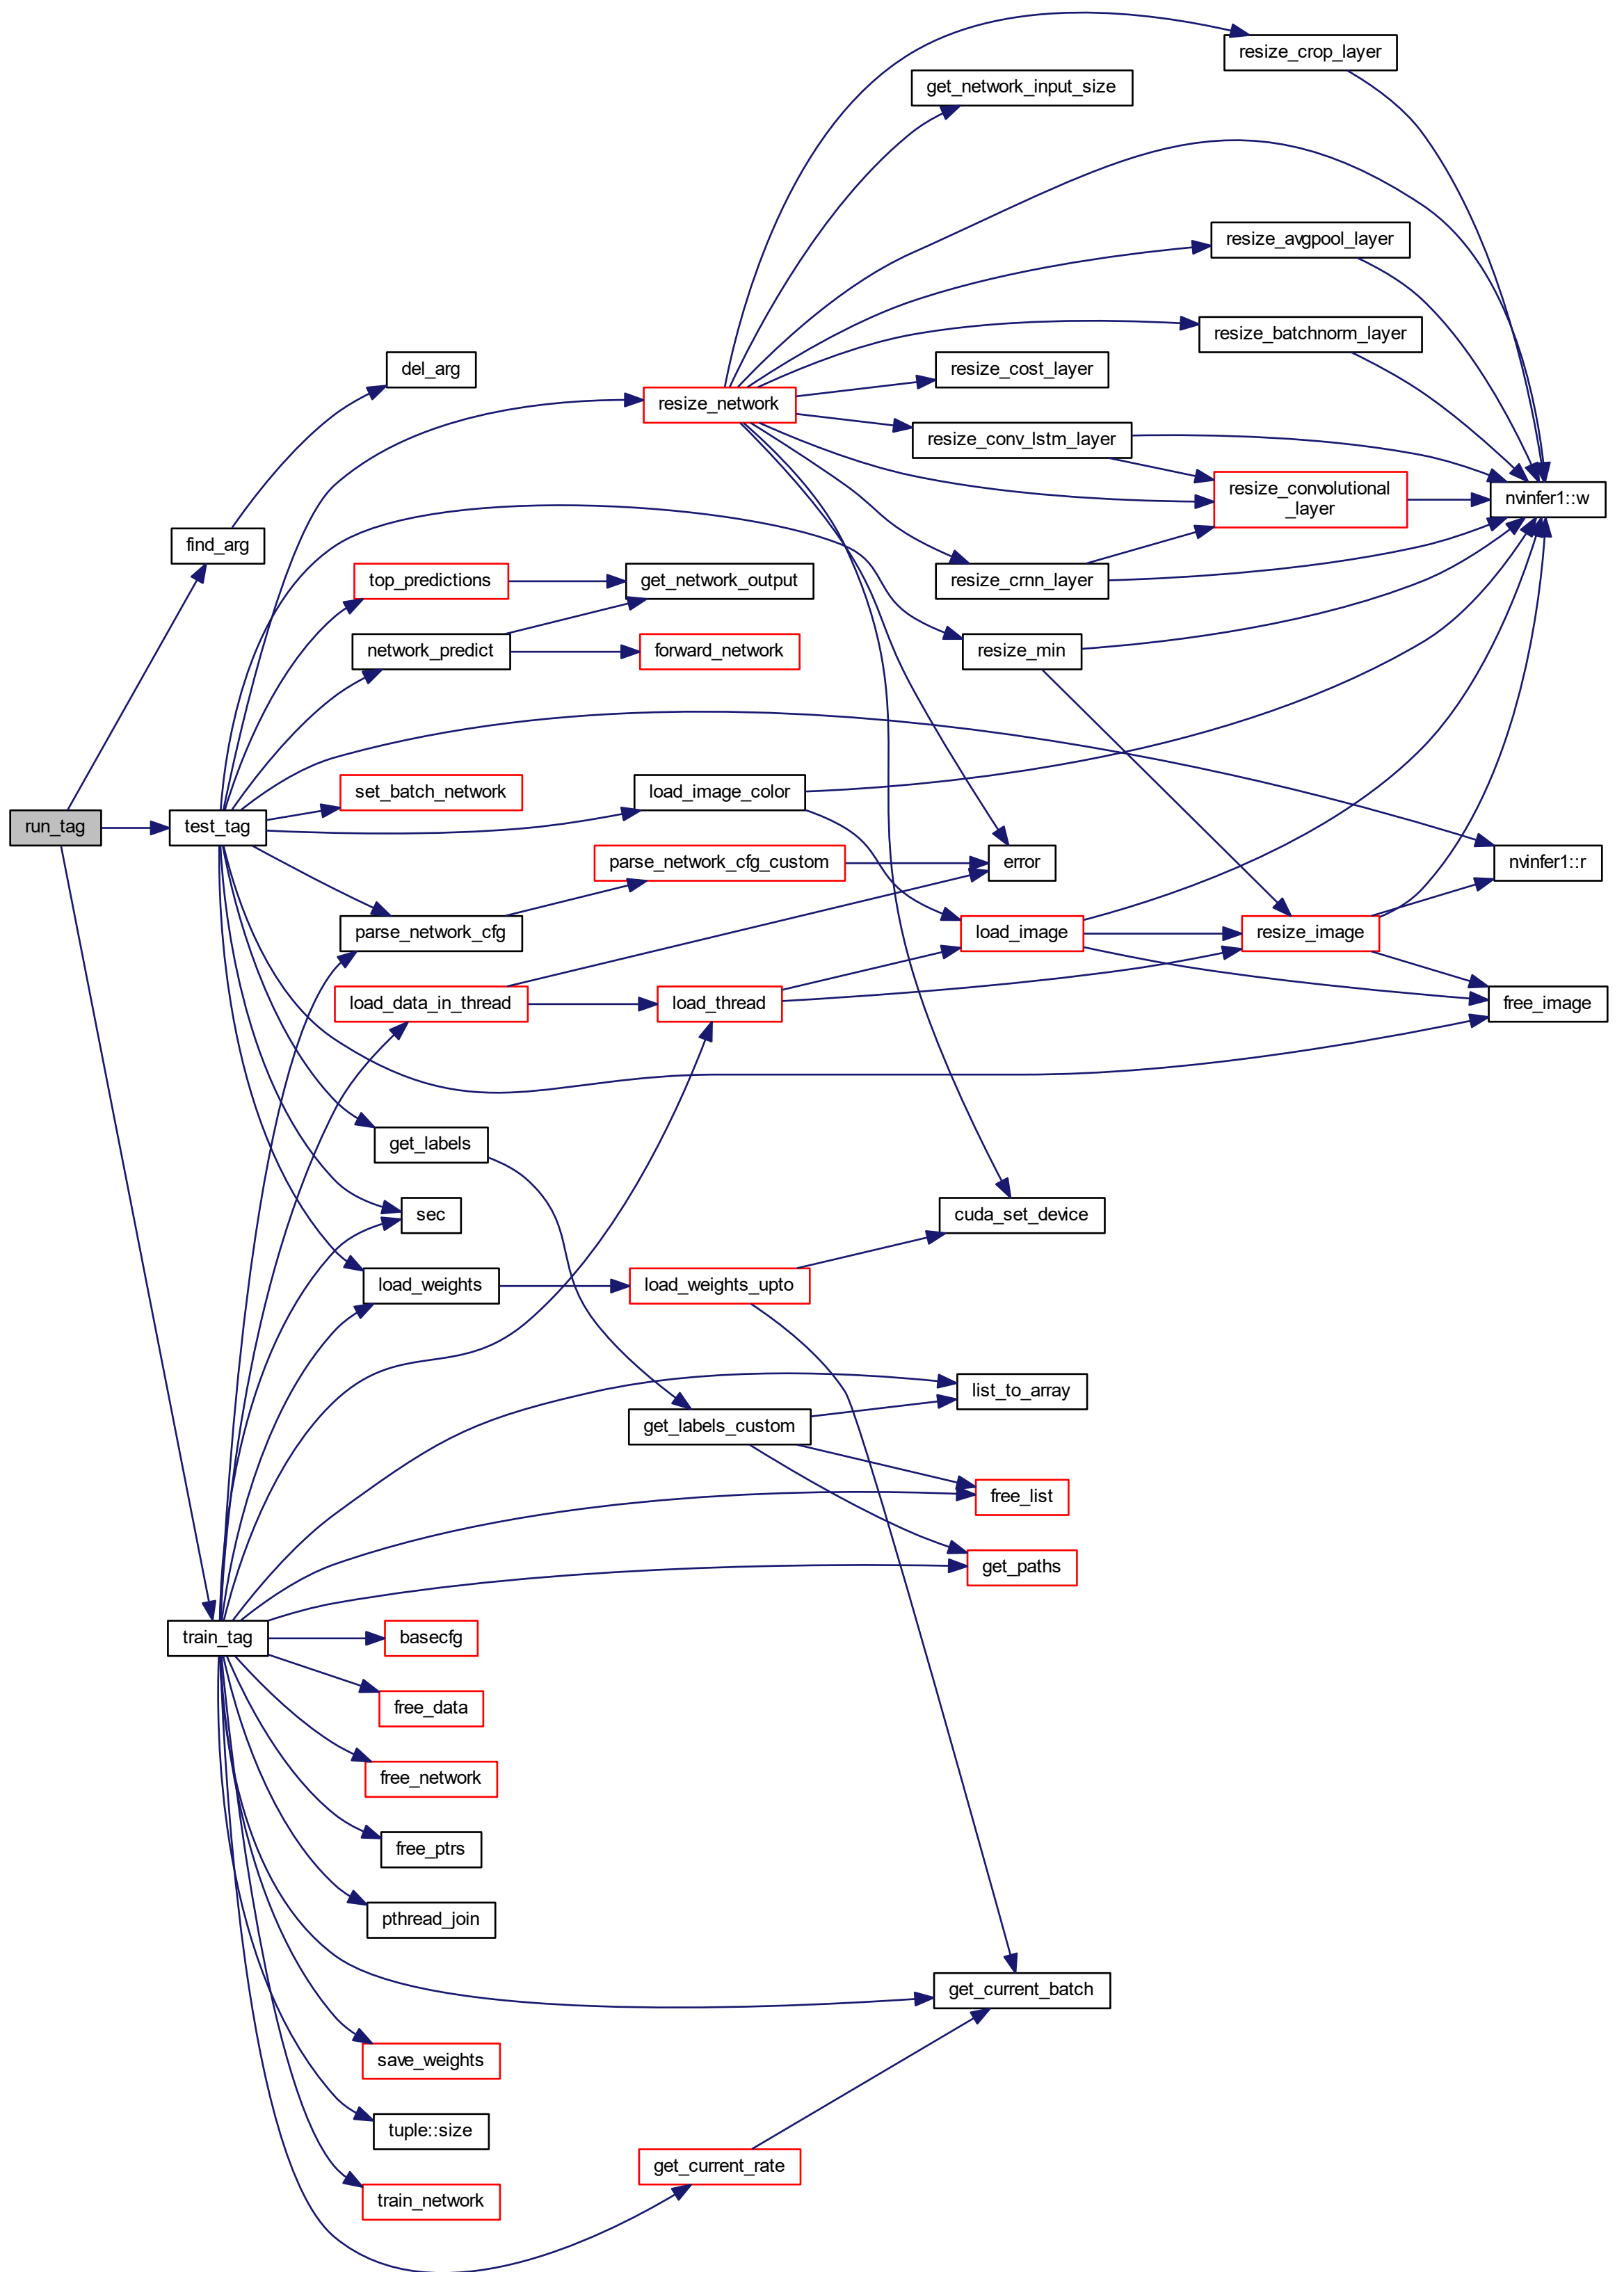 resize_crop_layer
get_network_input_size
resize_avgpool_layer
resize_batchnorm_layer
del_arg
resize_cost_layer
resize_network
resize_conv_lstm_layer
resize_convolutional
_layer
nvinfer1::w
find_arg
top_predictions
get_network_output
resize_crnn_layer
network_predict
forward_network
resize_min
set_batch_network
load_image_color
run_tag
test_tag
parse_network_cfg_custom
error
nvinfer1::r
parse_network_cfg
load_image
resize_image
load_data_in_thread
load_thread
free_image
get_labels
sec
cuda_set_device
load_weights
load_weights_upto
list_to_array
get_labels_custom
free_list
get_paths
train_tag
basecfg
free_data
free_network
free_ptrs
pthread_join
get_current_batch
save_weights
tuple::size
get_current_rate
train_network